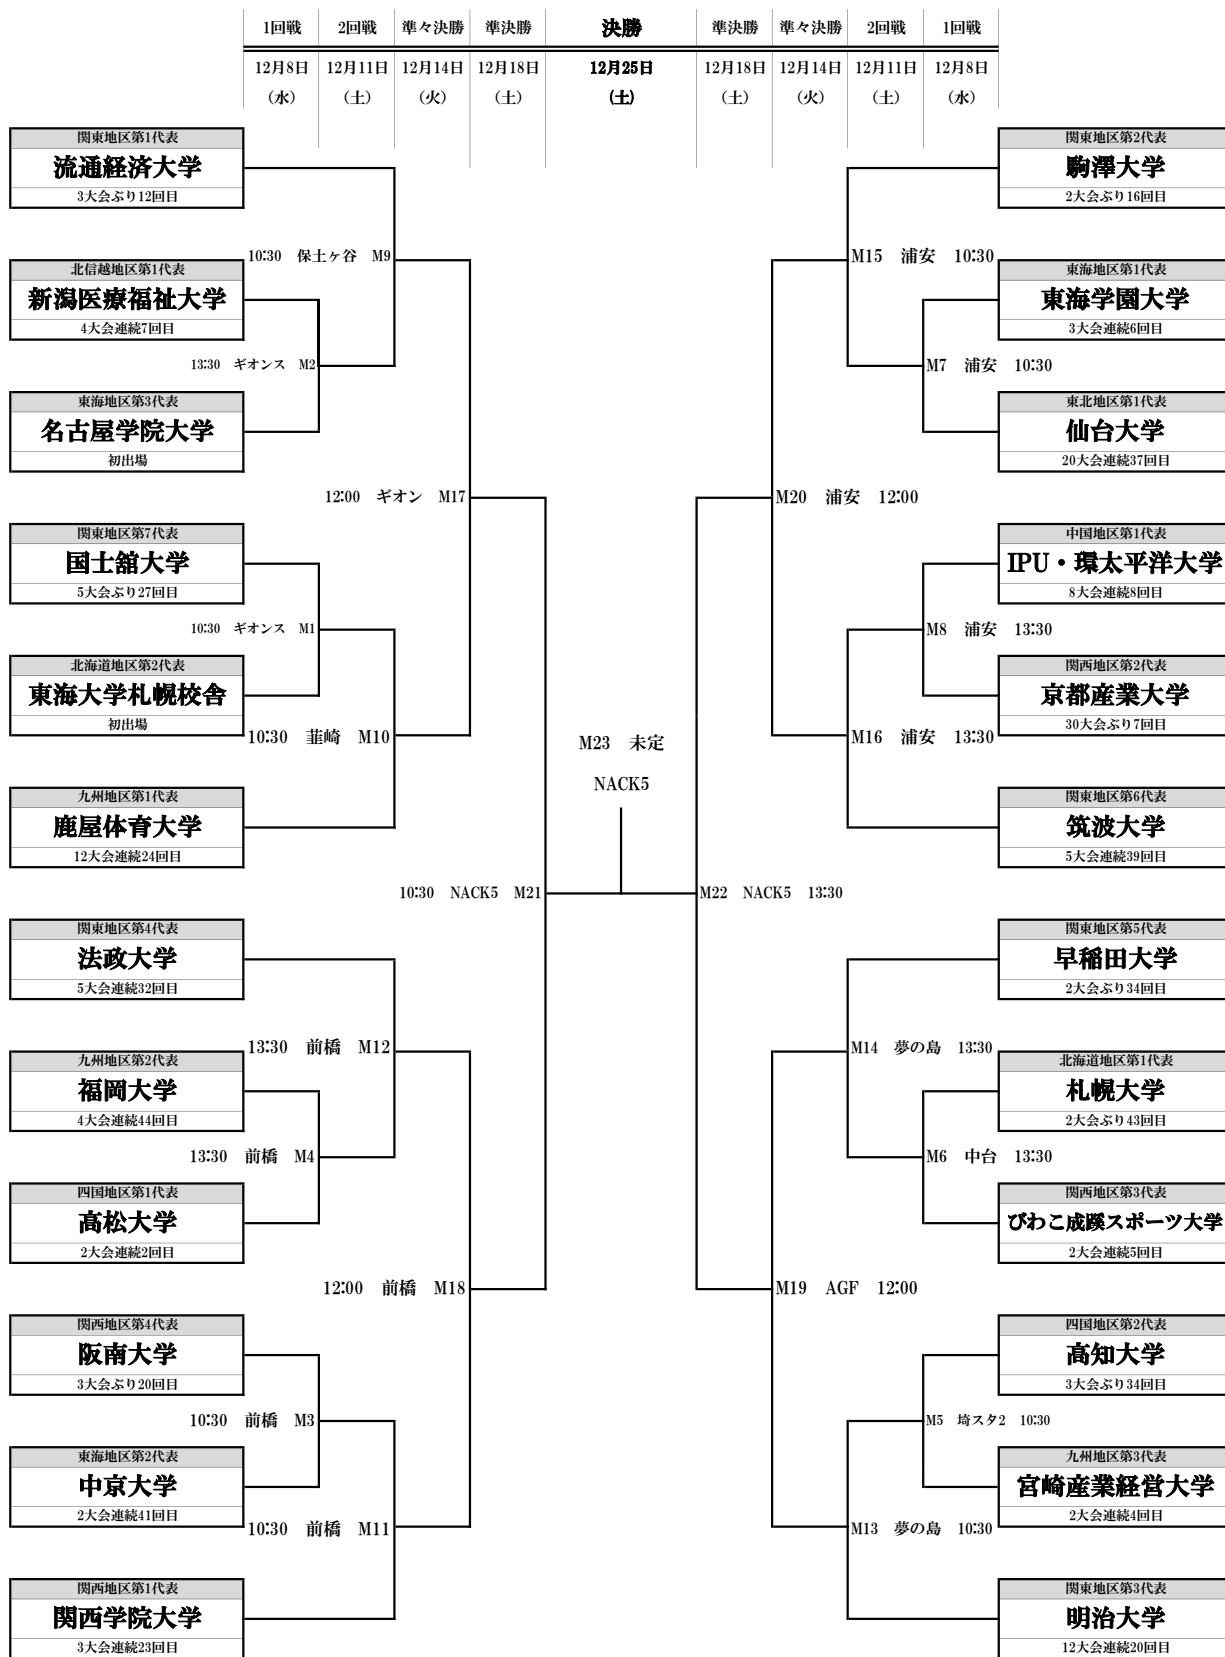 1回戦 2回戦 準々決勝 準決勝 決勝 準決勝 準々決勝 2回戦 1回戦
12月8日 12月11日 12月14日 12月18日 12月25日 12月18日 12月14日 12月11日 12月8日
（水） （土） （火） （土） （土） （土） （火） （土） （水）
関東地区第1代表
流通経済大学
3大会ぶり12回目
10:30 保土ヶ谷 M9
北信越地区第1代表
新潟医療福祉大学
4大会連続7回目
13:30 ギオンス M2
東海地区第3代表
名古屋学院大学
初出場
12:00 ギオン M17
関東地区第7代表
国士舘大学
5大会ぶり27回目
10:30 ギオンス M1
北海道地区第2代表
東海大学札幌校舎
初出場
10:30 韮崎 M10
九州地区第1代表
鹿屋体育大学
12大会連続24回目
10:30 NACK5 M21
関東地区第4代表
法政大学
5大会連続32回目
13:30 前橋 M12
九州地区第2代表
福岡大学
4大会連続44回目
13:30 前橋 M4
四国地区第1代表
高松大学
2大会連続2回目
12:00 前橋 M18
関西地区第4代表
阪南大学
3大会ぶり20回目
10:30 前橋 M3
東海地区第2代表
中京大学
2大会連続41回目
10:30 前橋 M11
関西地区第1代表
関西学院大学
3大会連続23回目
M23 未定
NACK5
関東地区第2代表
駒澤大学
2大会ぶり16回目
M15 浦安 10:30
東海地区第1代表
東海学園大学
3大会連続6回目
M7 浦安 10:30
東北地区第1代表
仙台大学
20大会連続37回目
M20 浦安 12:00
中国地区第1代表
IPU・環太平洋大学
8大会連続8回目
M8 浦安 13:30
関西地区第2代表
京都産業大学
30大会ぶり7回目
M16 浦安 13:30
関東地区第6代表
筑波大学
5大会連続39回目
M22 NACK5 13:30
関東地区第5代表
早稲田大学
2大会ぶり34回目
M14 夢の島 13:30
北海道地区第1代表
札幌大学
2大会ぶり43回目
M6 中台 13:30
関西地区第3代表
びわこ成蹊スポーツ大学
2大会連続5回目
M19 AGF 12:00
四国地区第2代表
高知大学
3大会ぶり34回目
M5 埼スタ2 10:30
九州地区第3代表
宮崎産業経営大学
2大会連続4回目
M13 夢の島 10:30
関東地区第3代表
明治大学
12大会連続20回目